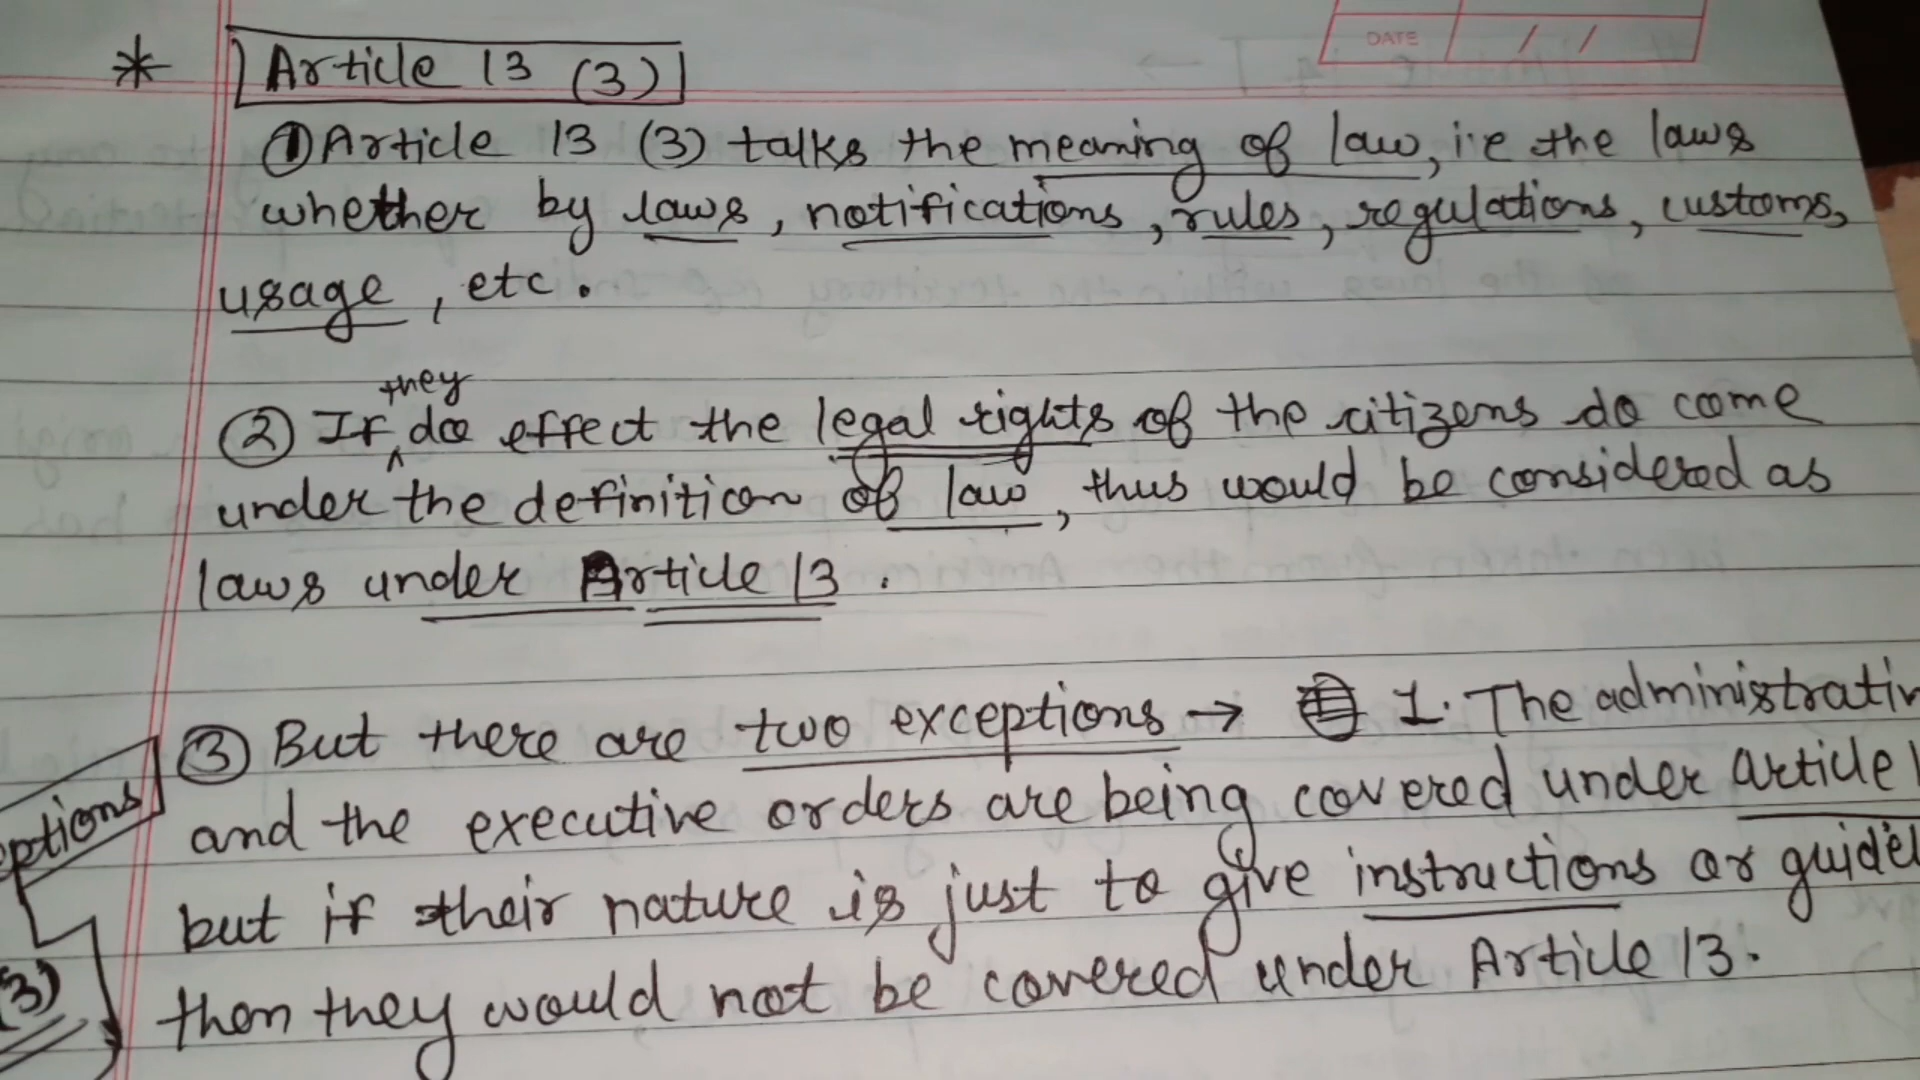 DATE / /
* Article 13 (3)
① Article 13 (3) talks the meaning of law, i.e the laws
whether by laws, notifications, rules, regulations, customs,
usage, etc.
they
② If ^ do effect the legal rights of the citizens do come
under the definition of law, thus would be considered as
laws under Article 13.
③ But there are two exceptions → 1. The administrativ
and the executive orders are being covered under article 1
ptions
but if their nature is just to give instructions or guidel
(3) then they would not be covered under Article 13.